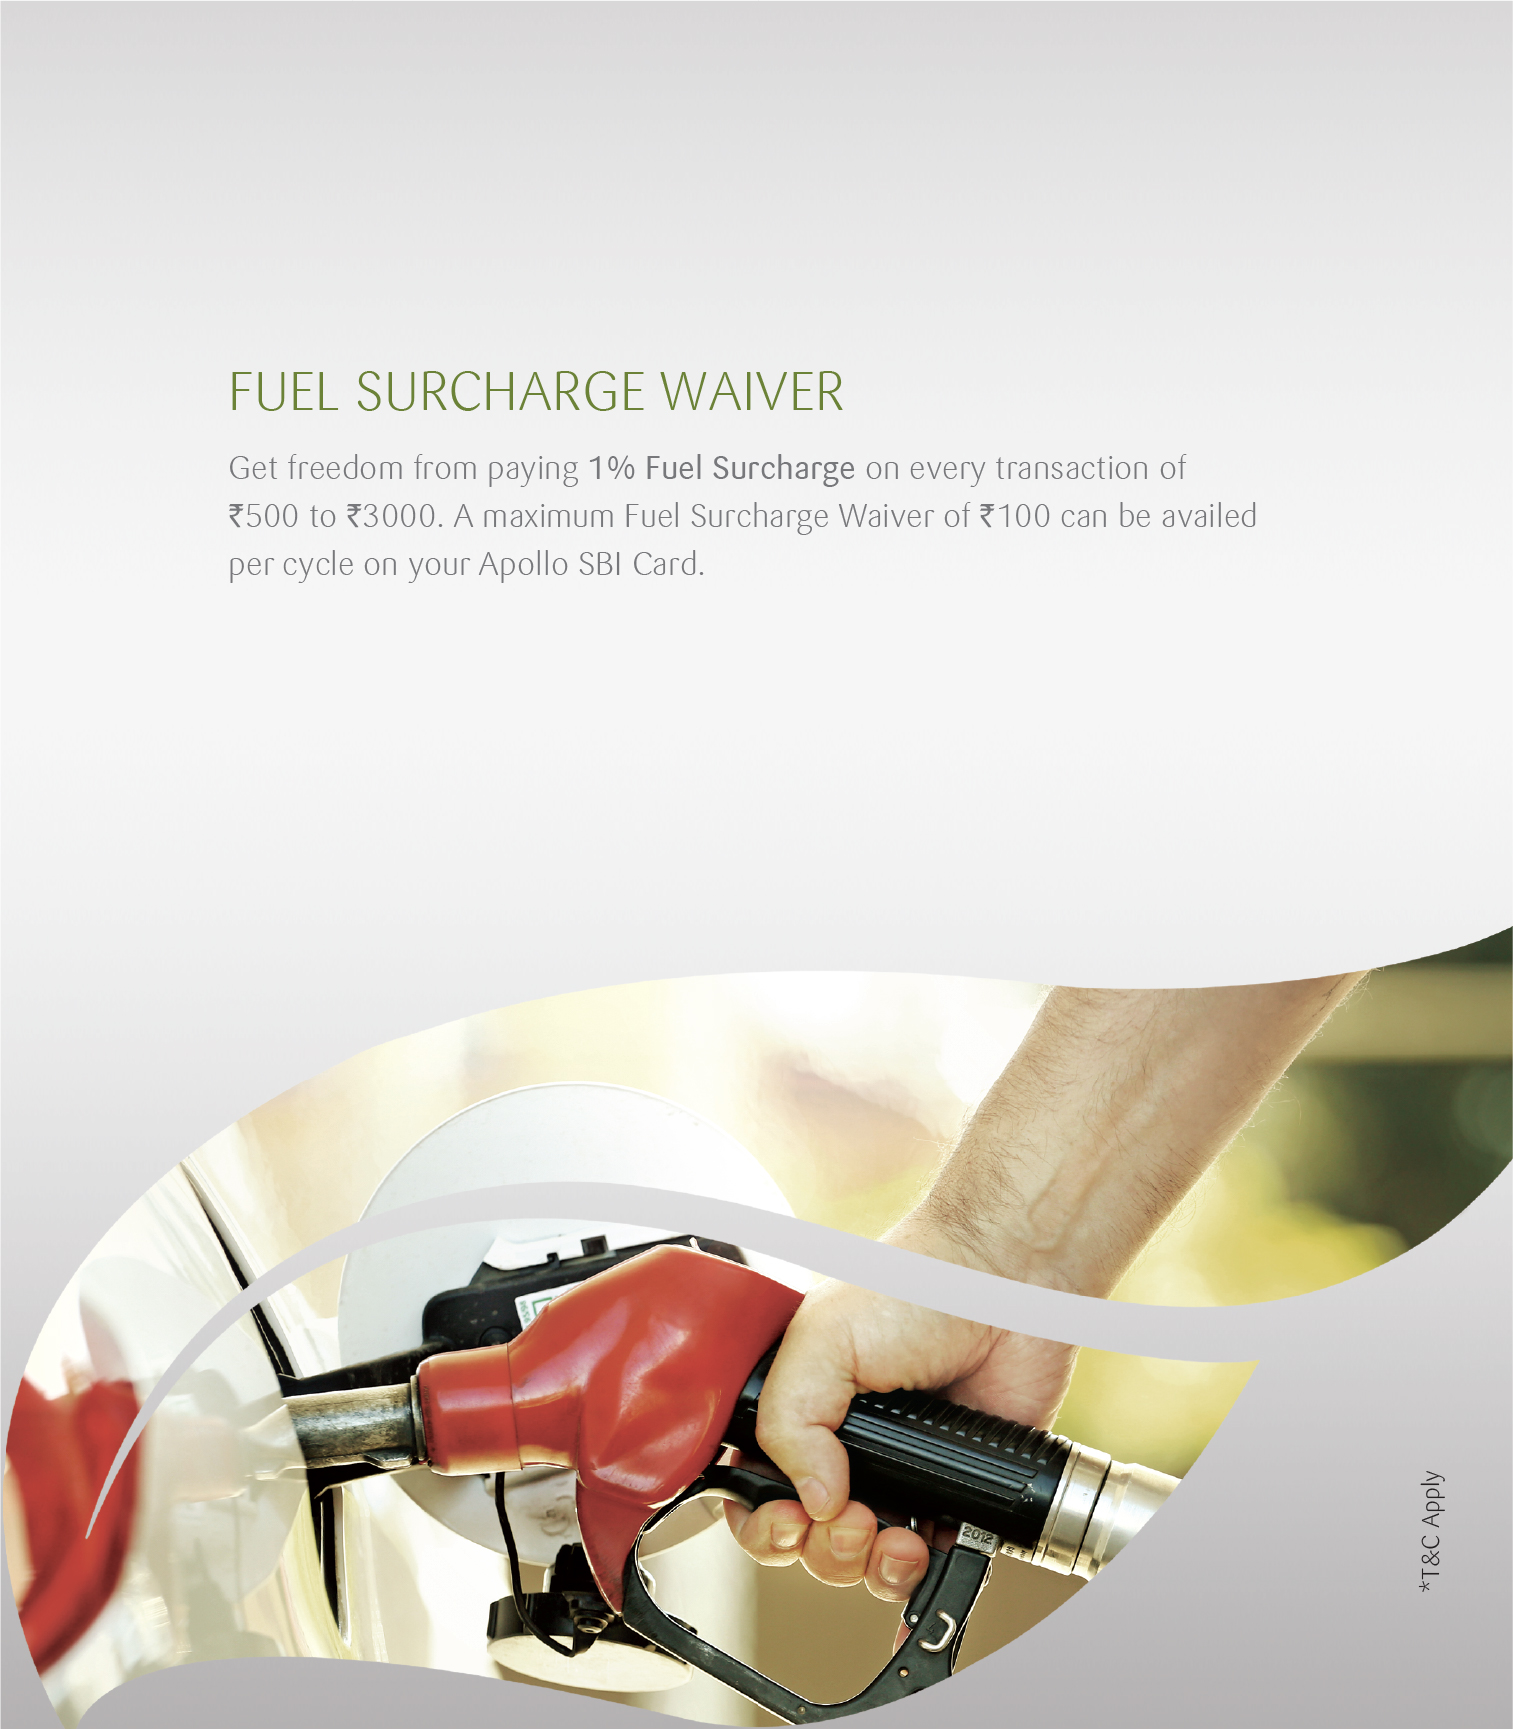 FUEL SURCHARGE WAIVER
Get freedom from paying 1% Fuel Surcharge on every transaction of
₹500 to ₹3000. A maximum Fuel Surcharge Waiver of ₹100 can be availed
per cycle on your Apollo SBI Card.
2012
*T&C Apply